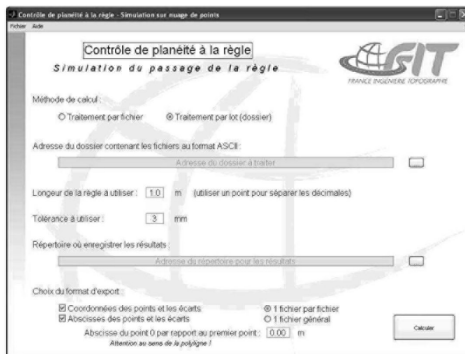 Contrôle de planéité à la règle - Simulation sur nuage de points
Fichier Aide
Contrôle de planéité à la règle
Simulation du passage de la règle
FIT
FRANCE INGENIERIE TOPOGRAPHIE
Méthode de calcul :
Traitement par fichier Traitement par lot (dossier)
Adresse du dossier contenant les fichiers au format ASCII :
Adresse du dossier à traiter ...
Longeur de la règle à utiliser : 1.0 m (utiliser un point pour séparer les décimales)
Tolérance à utiliser : 3 mm
Répertoire où enregistrer les résultats :
Adresse du répertoire pour les résultats ...
Choix du format d'export :
Coordonnées des points et les écarts 1 fichier par fichier
Abscisses des points et les écarts 1 fichier général
Abscisse du point 0 par rapport au premier point : 0.00 m
Attention au sens de la polyligne !
Calculer